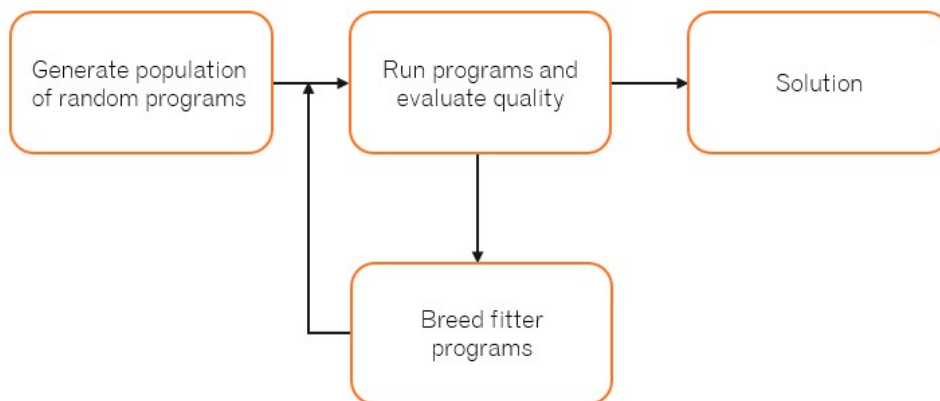 Generate population
of random programs
Run programs and
evaluate quality
Solution
Breed fitter
programs